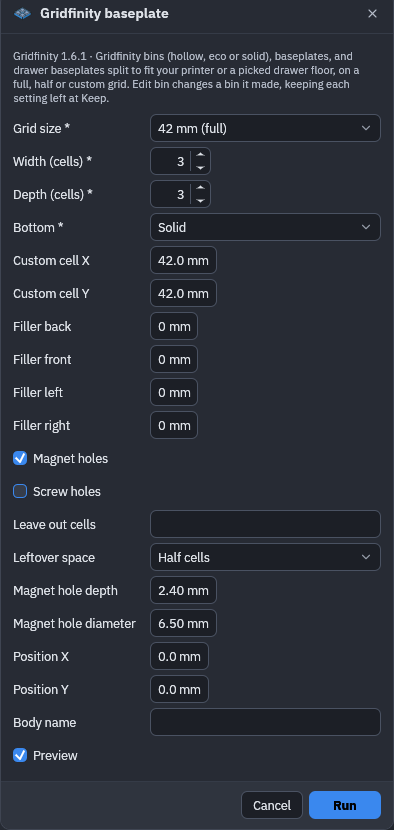 Gridfinity baseplate
Gridfinity 1.6.1 · Gridfinity bins (hollow, eco or solid), baseplates, and
drawer baseplates split to fit your printer or a picked drawer floor, on a
full, half or custom grid. Edit bin changes a bin it made, keeping each
setting left at Keep.
Grid size * 42 mm (full)
Width (cells) * 3
Depth (cells) * 3
Bottom * Solid
Custom cell X 42.0 mm
Custom cell Y 42.0 mm
Filler back 0 mm
Filler front 0 mm
Filler left 0 mm
Filler right 0 mm
Magnet holes
Screw holes
Leave out cells
Leftover space Half cells
Magnet hole depth 2.40 mm
Magnet hole diameter 6.50 mm
Position X 0.0 mm
Position Y 0.0 mm
Body name
Preview
Cancel Run